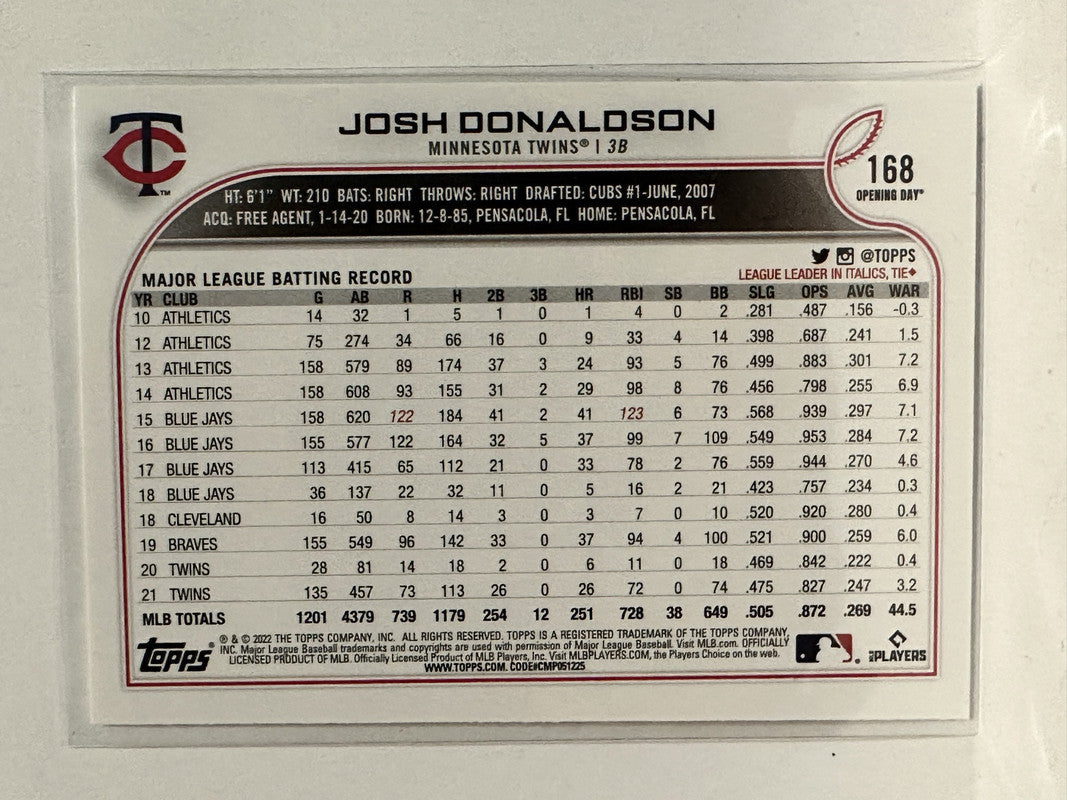 TC™
JOSH DONALDSON
MINNESOTA TWINS® | 3B
168
OPENING DAY®
HT: 6'1" WT: 210 BATS: RIGHT THROWS: RIGHT DRAFTED: CUBS #1-JUNE, 2007
ACQ: FREE AGENT, 1-14-20 BORN: 12-8-85, PENSACOLA, FL HOME: PENSACOLA, FL
@TOPPS
MAJOR LEAGUE BATTING RECORD
LEAGUE LEADER IN ITALICS, TIE♦
YR CLUB G AB R H 2B 3B HR RBI SB BB SLG OPS AVG WAR
10 ATHLETICS 14 32 1 5 1 0 1 4 0 2 .281 .487 .156 -0.3
12 ATHLETICS 75 274 34 66 16 0 9 33 4 14 .398 .687 .241 1.5
13 ATHLETICS 158 579 89 174 37 3 24 93 5 76 .499 .883 .301 7.2
14 ATHLETICS 158 608 93 155 31 2 29 98 8 76 .456 .798 .255 6.9
15 BLUE JAYS 158 620 122 184 41 2 41 123 6 73 .568 .939 .297 7.1
16 BLUE JAYS 155 577 122 164 32 5 37 99 7 109 .549 .953 .284 7.2
17 BLUE JAYS 113 415 65 112 21 0 33 78 2 76 .559 .944 .270 4.6
18 BLUE JAYS 36 137 22 32 11 0 5 16 2 21 .423 .757 .234 0.3
18 CLEVELAND 16 50 8 14 3 0 3 7 0 10 .520 .920 .280 0.4
19 BRAVES 155 549 96 142 33 0 37 94 4 100 .521 .900 .259 6.0
20 TWINS 28 81 14 18 2 0 6 11 0 18 .469 .842 .222 0.4
21 TWINS 135 457 73 113 26 0 26 72 0 74 .475 .827 .247 3.2
MLB TOTALS 1201 4379 739 1179 254 12 251 728 38 649 .505 .872 .269 44.5
Topps®
® & © 2022 THE TOPPS COMPANY, INC. ALL RIGHTS RESERVED. TOPPS IS A REGISTERED TRADEMARK OF THE TOPPS COMPANY,
INC. Major League Baseball trademarks and copyrights are used with permission of Major League Baseball. Visit MLB.com. OFFICIALLY
LICENSED PRODUCT OF MLB. Officially Licensed Product of MLB Players, Inc. Visit MLBPLAYERS.COM, the Players Choice on the web.
WWW.TOPPS.COM. CODE#CMP051225
MLB PLAYERS